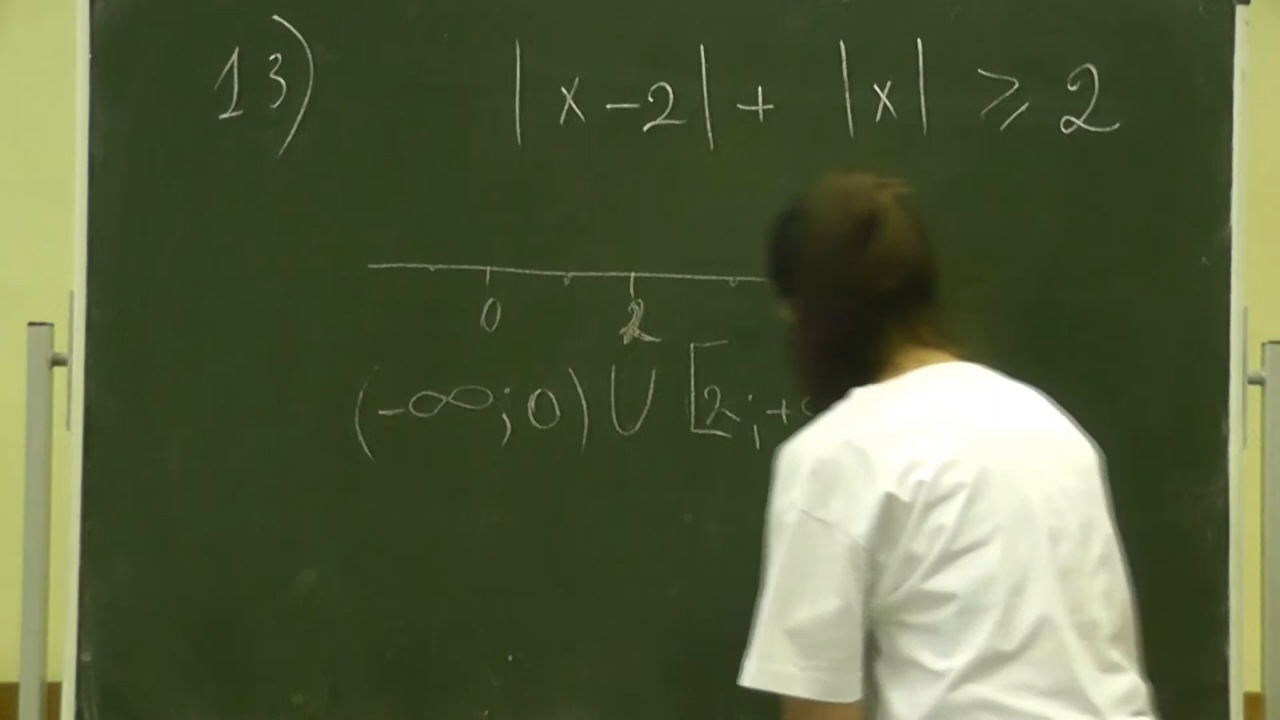 13) |x-2| + |x| ⩾ 2
0 2
(-∞;0) ∪ [2;+